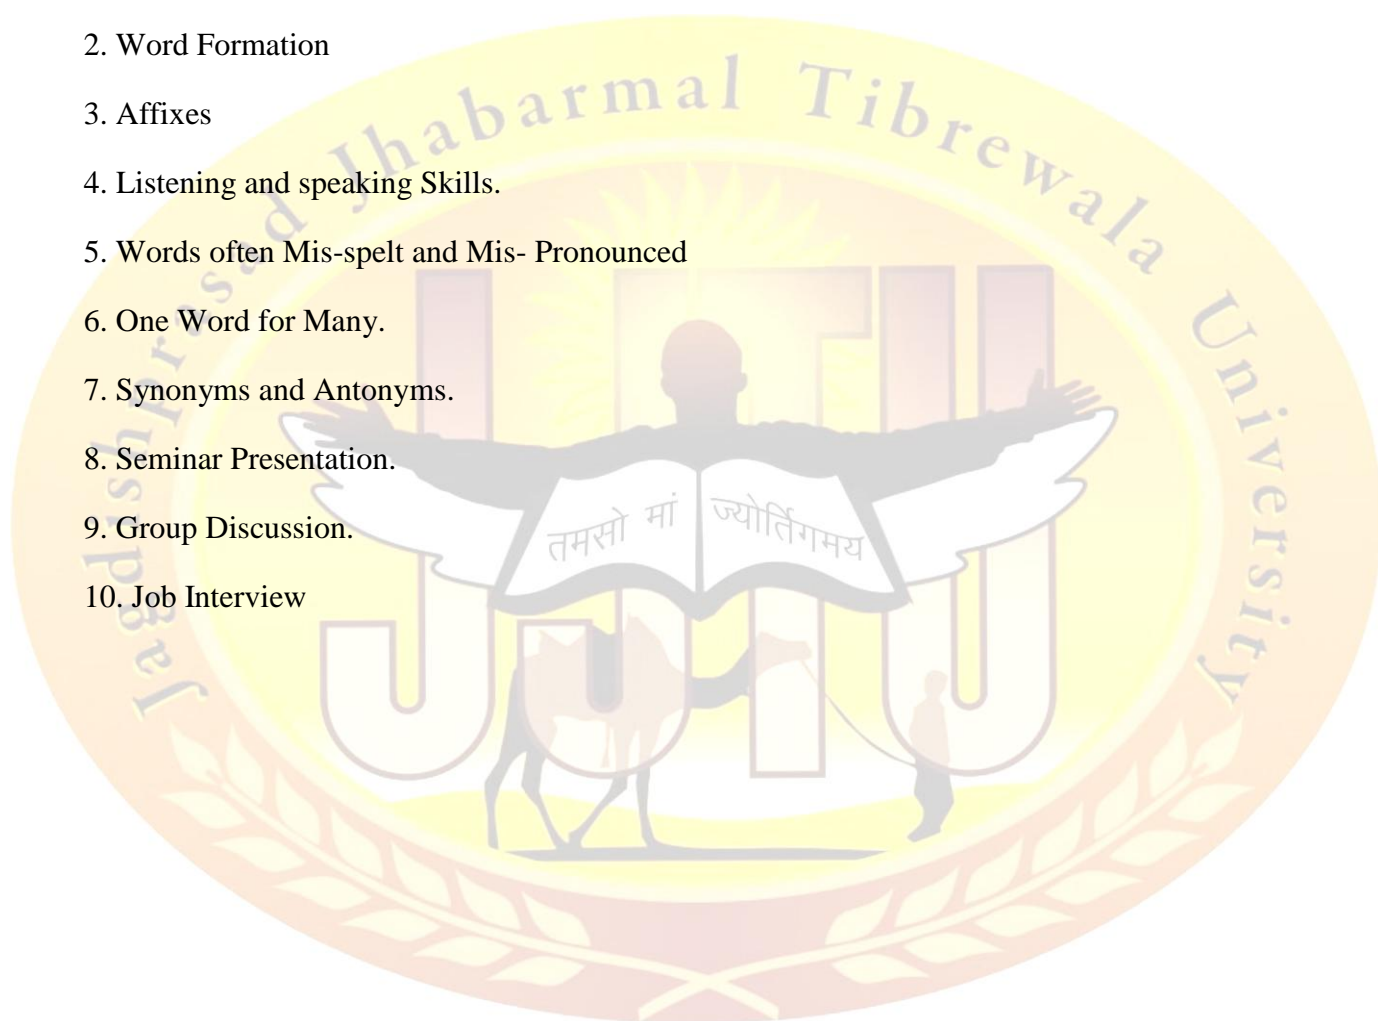 2. Word Formation
3. Affixes
4. Listening and speaking Skills.
5. Words often Mis-spelt and Mis- Pronounced
6. One Word for Many.
7. Synonyms and Antonyms.
8. Seminar Presentation.
9. Group Discussion.
10. Job Interview
Jagdishprasad Jhabarmal Tibrewala University
JJTU
तमसो मां ज्योर्तिगमय